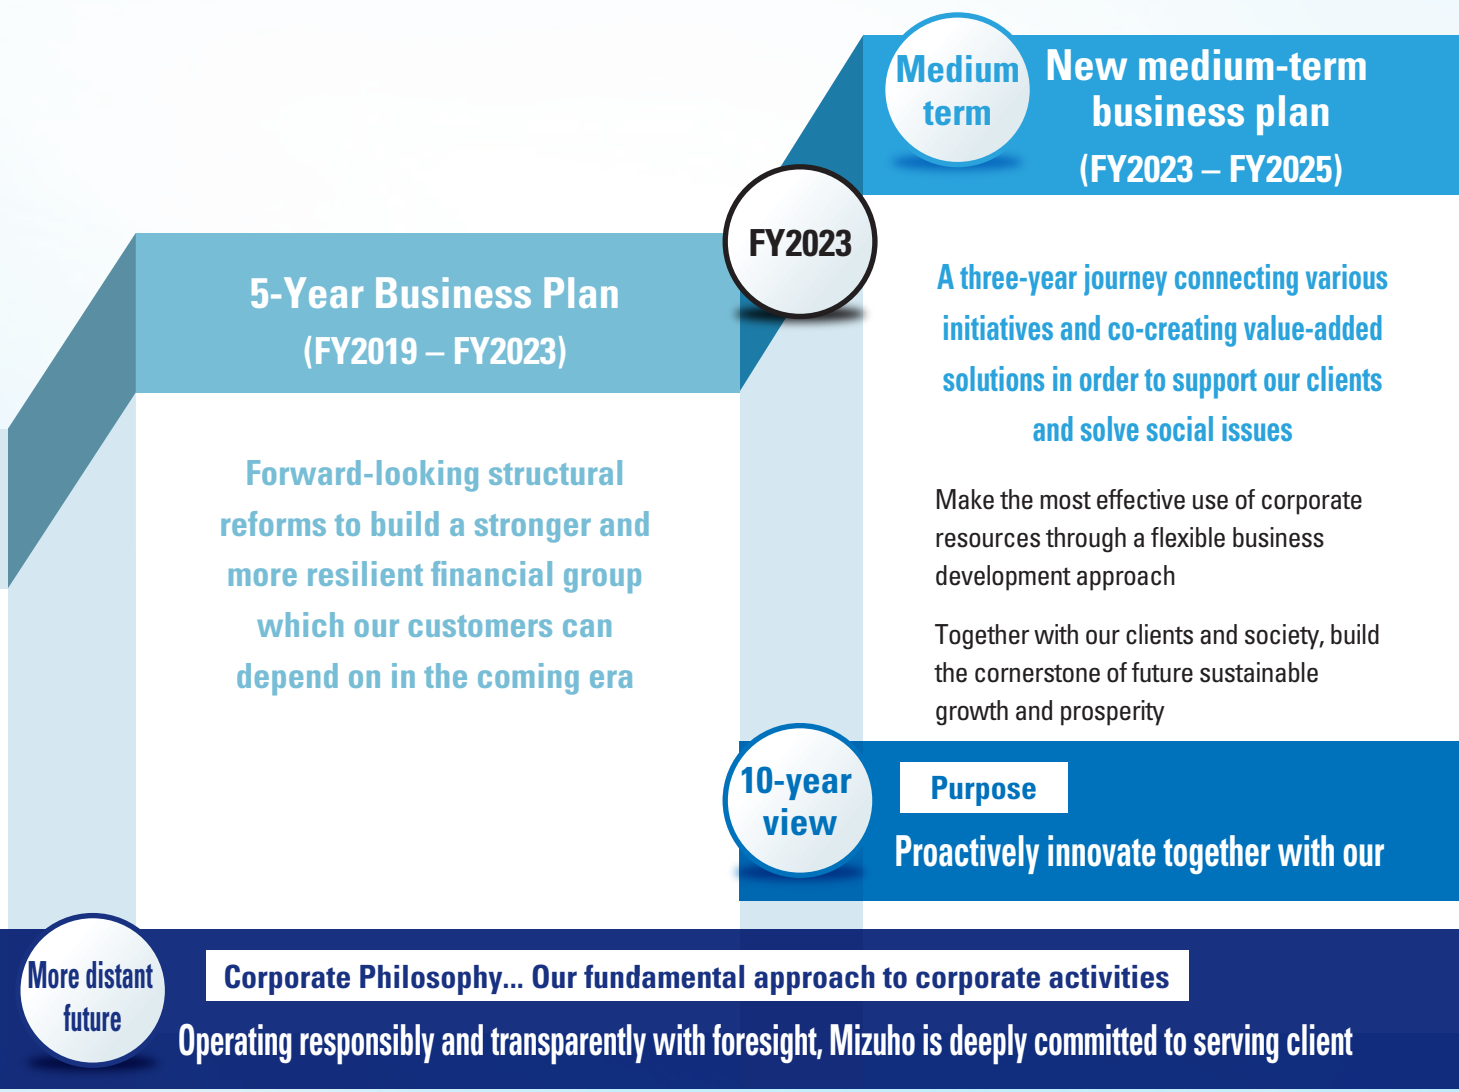 Medium
term
New medium-term
business plan
(FY2023 – FY2025)
FY2023
5-Year Business Plan
(FY2019 – FY2023)
A three-year journey connecting various
initiatives and co-creating value-added
solutions in order to support our clients
and solve social issues
Forward-looking structural
reforms to build a stronger and
more resilient financial group
which our customers can
depend on in the coming era
Make the most effective use of corporate
resources through a flexible business
development approach
Together with our clients and society, build
the cornerstone of future sustainable
growth and prosperity
10-year
view
Purpose
Proactively innovate together with our
More distant
future
Corporate Philosophy... Our fundamental approach to corporate activities
Operating responsibly and transparently with foresight, Mizuho is deeply committed to serving client